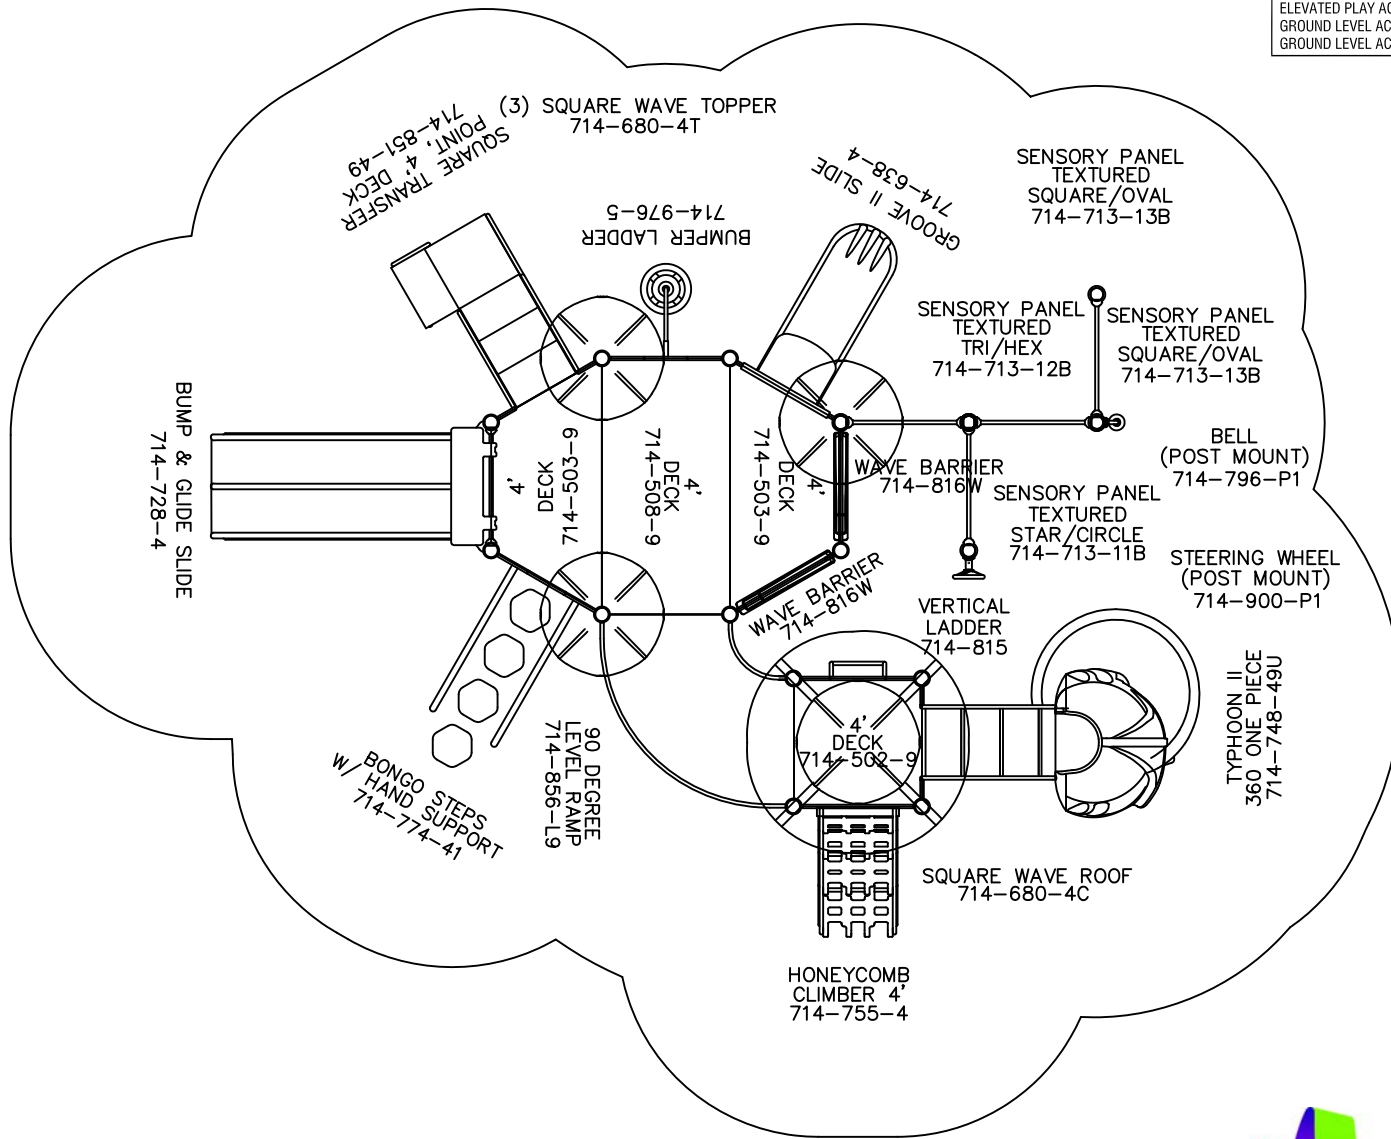 ELEVATED PLAY AC
GROUND LEVEL AC
GROUND LEVEL AC
(3) SQUARE WAVE TOPPER
714-680-4T
SQUARE TRANSFER
POINT, 4' DECK
714-851-49
BUMPER LADDER
714-976-5
GROOVE II SLIDE
714-638-4
SENSORY PANEL
TEXTURED
SQUARE/OVAL
714-713-13B
SENSORY PANEL
TEXTURED
TRI/HEX
714-713-12B
SENSORY PANEL
TEXTURED
SQUARE/OVAL
714-713-13B
BUMP & GLIDE SLIDE
714-728-4
4'
DECK
714-503-9
4'
DECK
714-508-9
4'
DECK
714-503-9
WAVE BARRIER
714-816W
BELL
(POST MOUNT)
714-796-P1
SENSORY PANEL
TEXTURED
STAR/CIRCLE
714-713-11B
STEERING WHEEL
(POST MOUNT)
714-900-P1
WAVE BARRIER
714-816W
VERTICAL
LADDER
714-815
TYPHOON II
360 ONE PIECE
714-748-49U
4'
DECK
714-502-9
90 DEGREE
LEVEL RAMP
714-856-L9
BONGO STEPS
W/ HAND SUPPORT
714-774-41
SQUARE WAVE ROOF
714-680-4C
HONEYCOMB
CLIMBER 4'
714-755-4